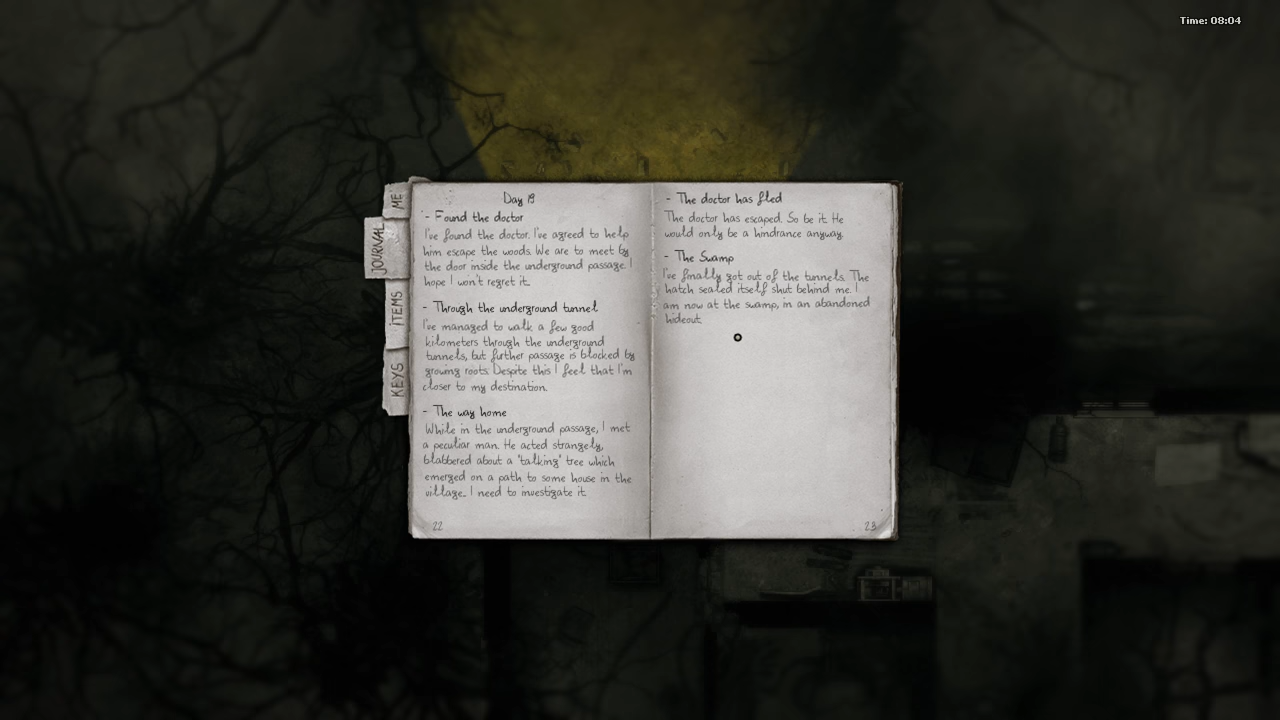 Time: 08:04
ME
JOURNAL
ITEMS
KEYS
Day 19
- Found the doctor
I've found the doctor. I've agreed to help
him escape the woods. We are to meet by
the door inside the underground passage. I
hope I won't regret it.
- Through the underground tunnel
I've managed to walk a few good
kilometers through the underground
tunnels, but further passage is blocked by
growing roots. Despite this I feel that I'm
closer to my destination.
- The way home
While in the underground passage, I met
a peculiar man. He acted strangely,
blabbered about a "talking" tree which
emerged on a path to some house in the
village... I need to investigate it.
22
- The doctor has fled
The doctor has escaped. So be it. He
would only be a hindrance anyway.
- The Swamp
I've finally got out of the tunnels. The
hatch sealed itself shut behind me. I
am now at the swamp, in an abandoned
hideout.
23